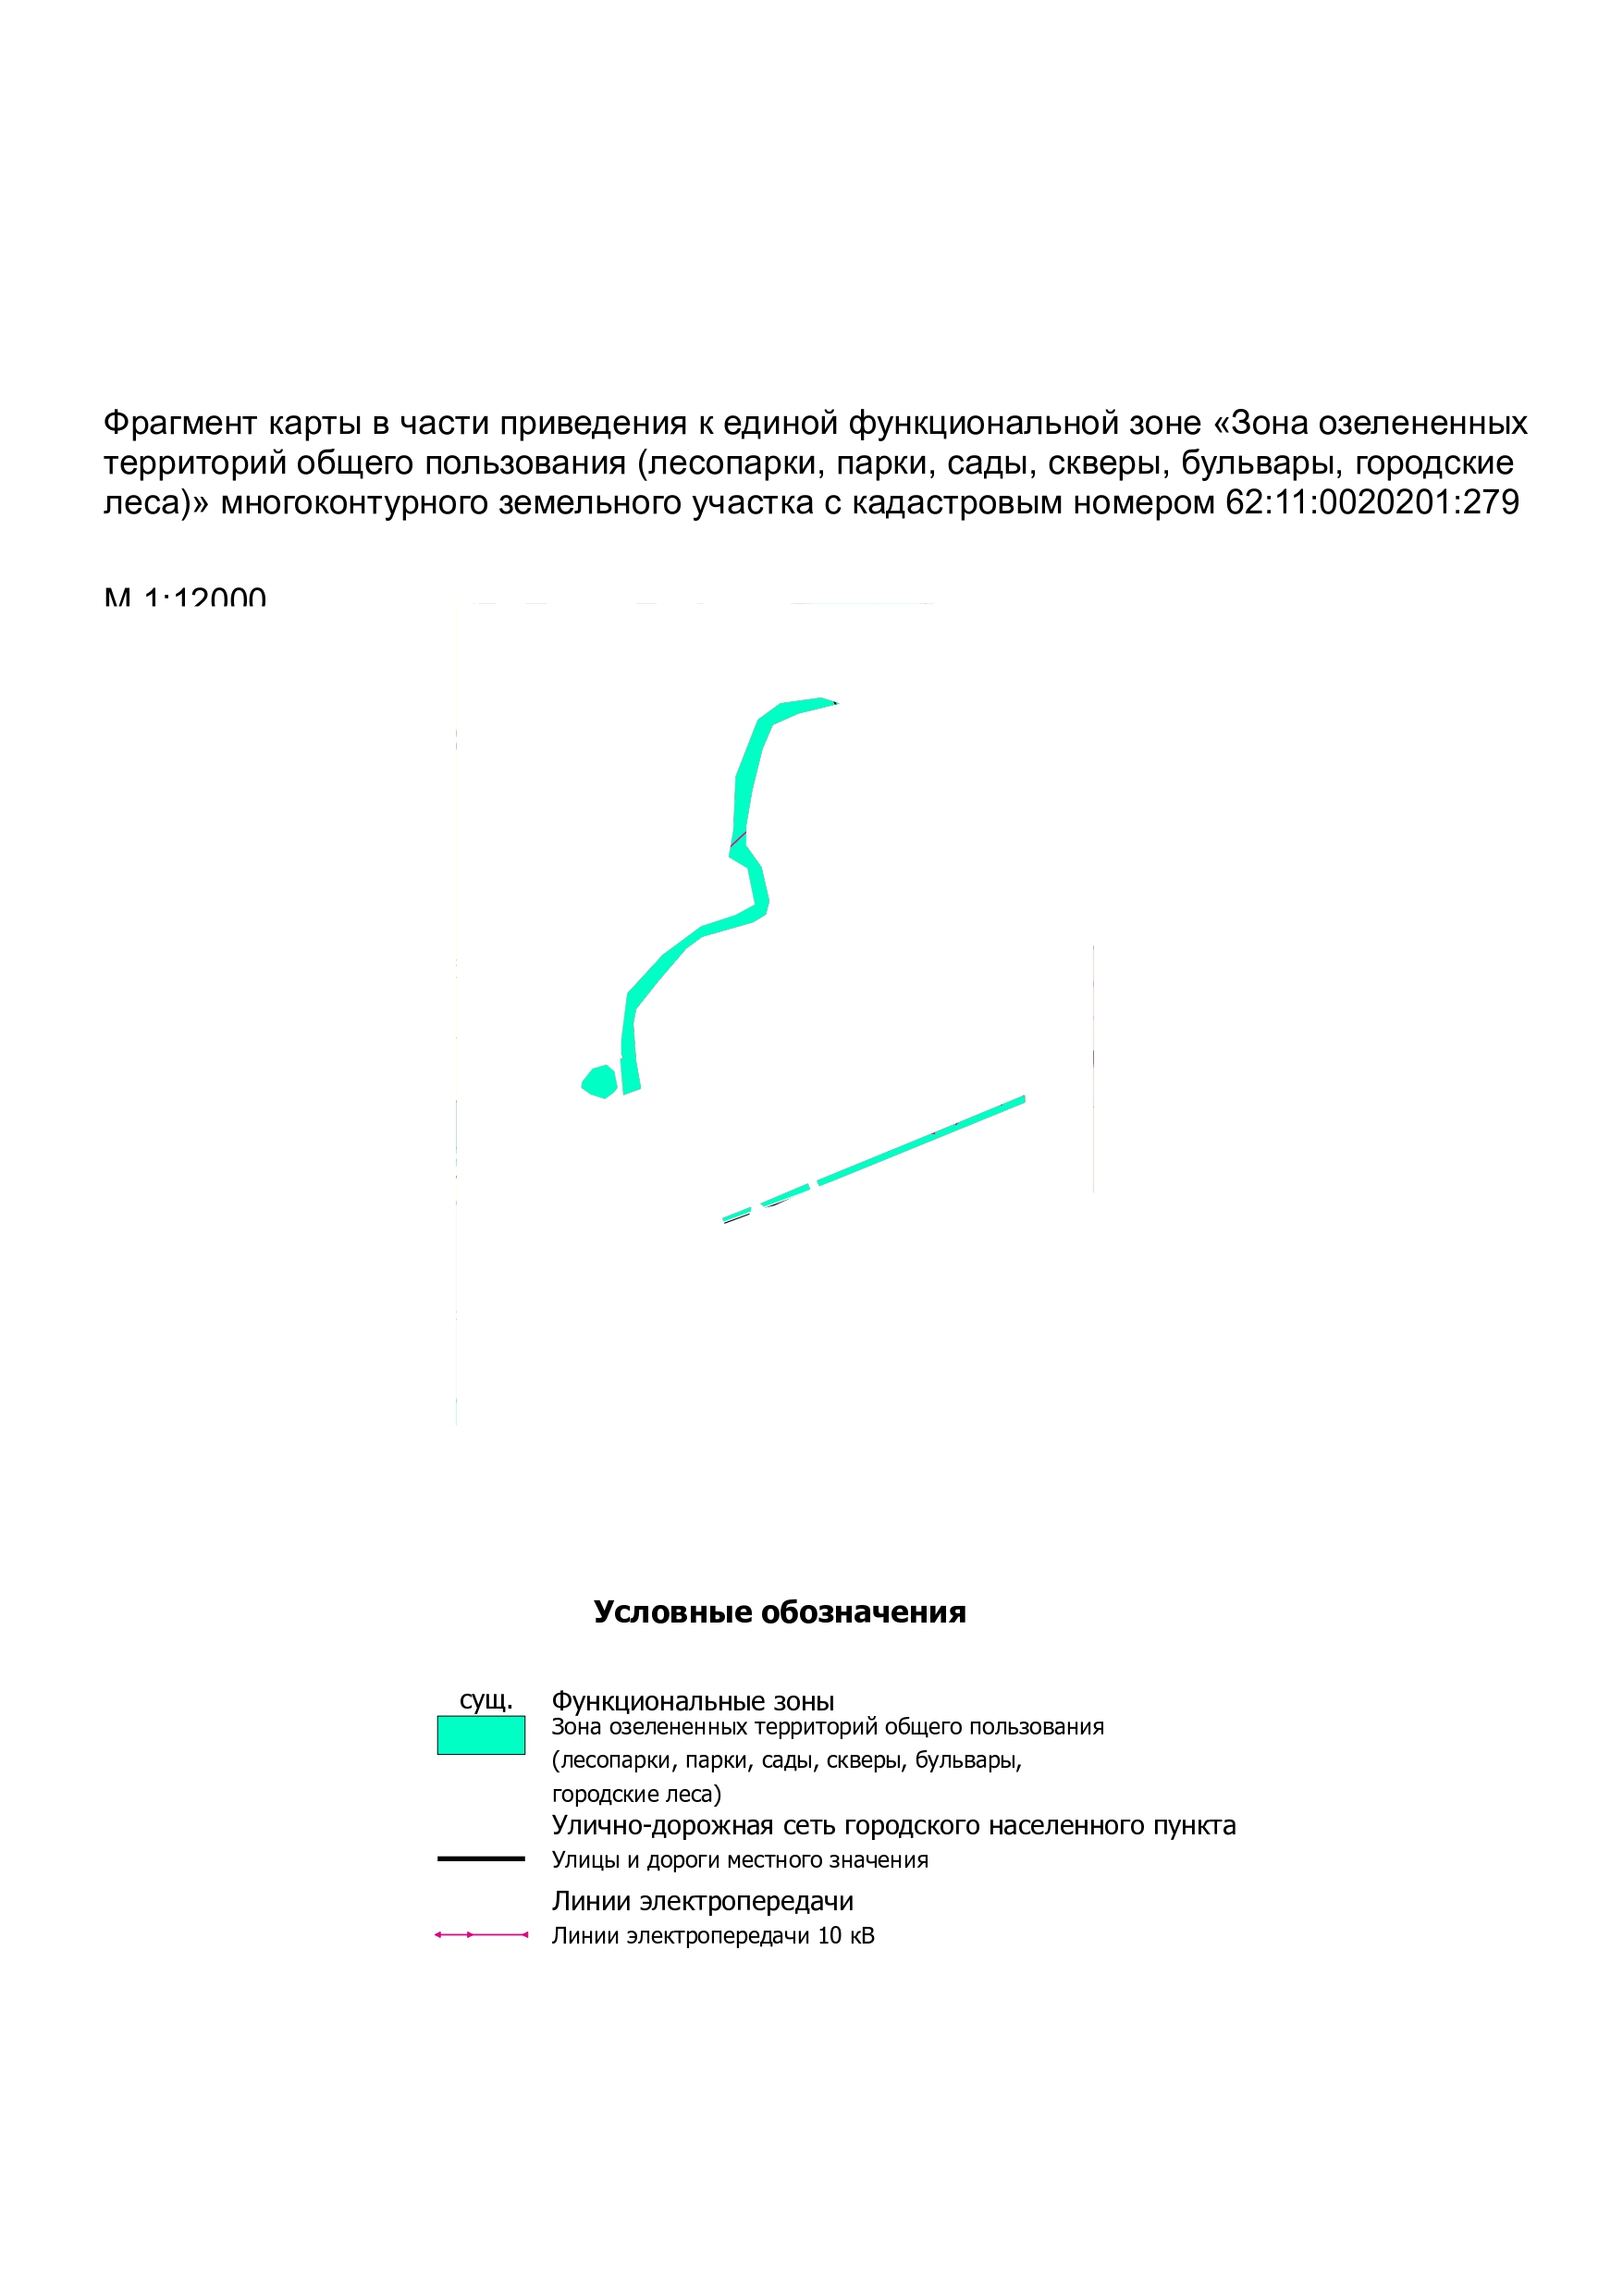 Фрагмент карты в части приведения к единой функциональной зоне «Зона озелененных
территорий общего пользования (лесопарки, парки, сады, скверы, бульвары, городские
леса)» многоконтурного земельного участка с кадастровым номером 62:11:0020201:279
М 1:12000
Условные обозначения
сущ. Функциональные зоны
Зона озелененных территорий общего пользования
(лесопарки, парки, сады, скверы, бульвары,
городские леса)
Улично-дорожная сеть городского населенного пункта
Улицы и дороги местного значения
Линии электропередачи
Линии электропередачи 10 кВ